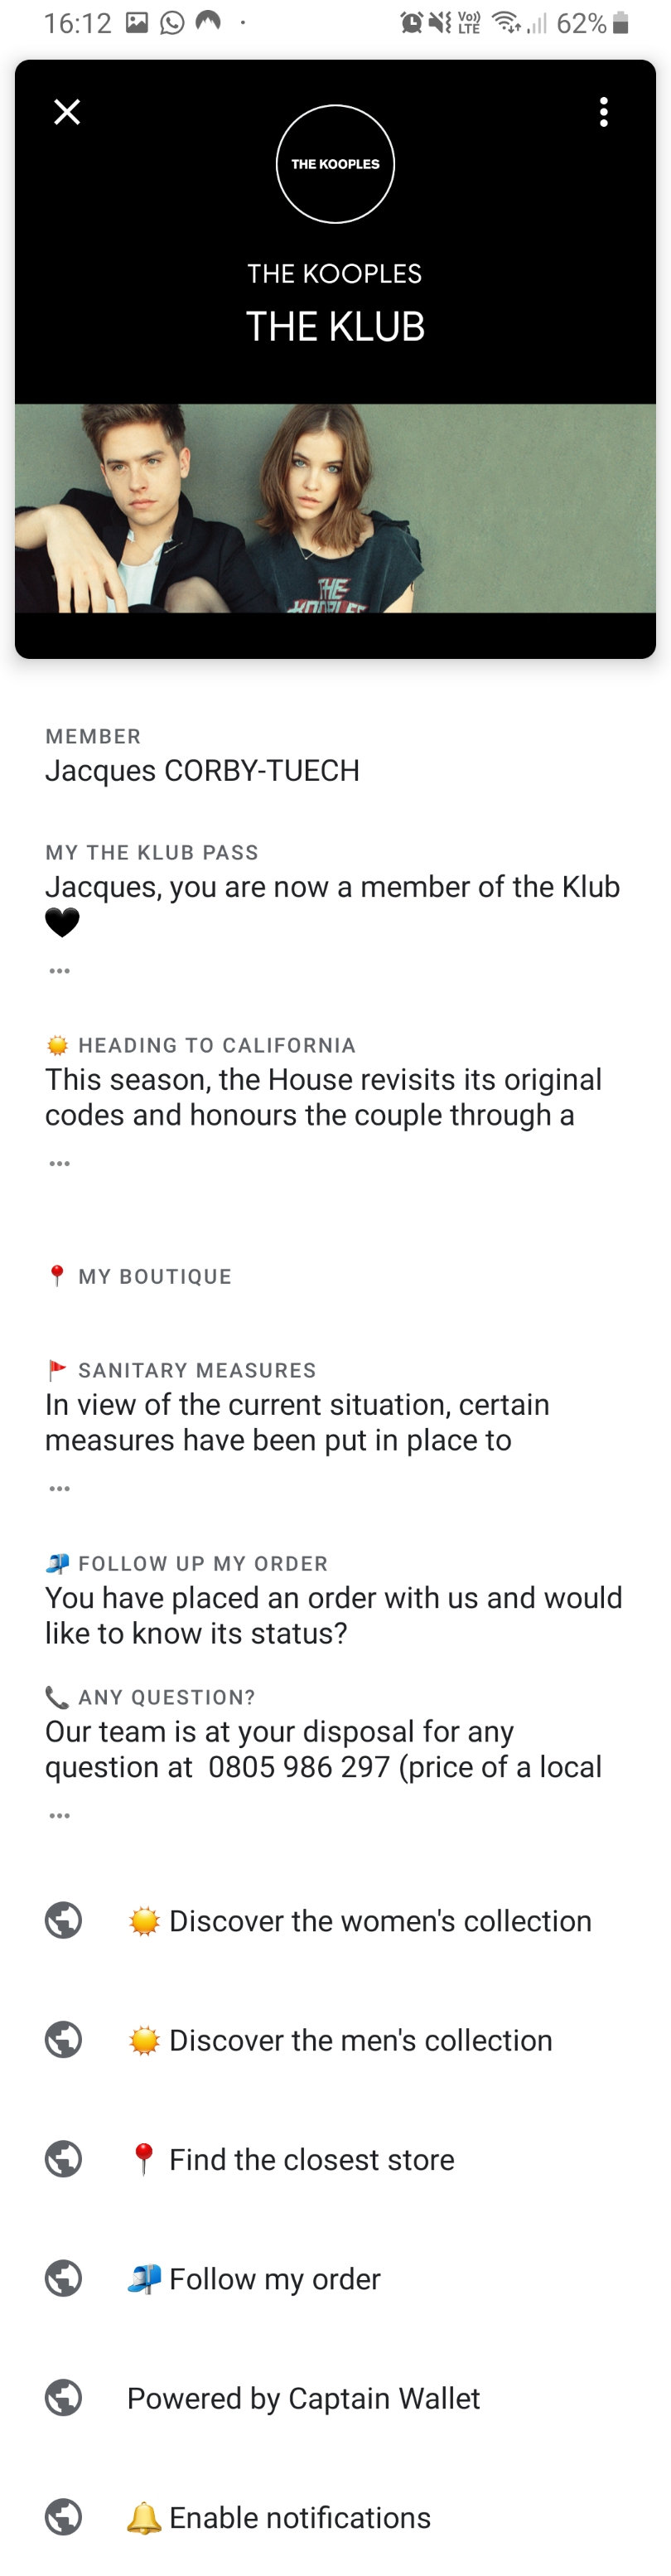 16:12
Vo))
LTE
62%
THE KOOPLES
THE KOOPLES
THE KLUB
THE
KOOPLES
MEMBER
Jacques CORBY-TUECH
MY THE KLUB PASS
Jacques, you are now a member of the Klub
🖤
...
☀️ HEADING TO CALIFORNIA
This season, the House revisits its original
codes and honours the couple through a
...
📍 MY BOUTIQUE
🚩 SANITARY MEASURES
In view of the current situation, certain
measures have been put in place to
...
📬 FOLLOW UP MY ORDER
You have placed an order with us and would
like to know its status?
📞 ANY QUESTION?
Our team is at your disposal for any
question at 0805 986 297 (price of a local
...
☀️ Discover the women's collection
☀️ Discover the men's collection
📍 Find the closest store
📬 Follow my order
Powered by Captain Wallet
🔔 Enable notifications